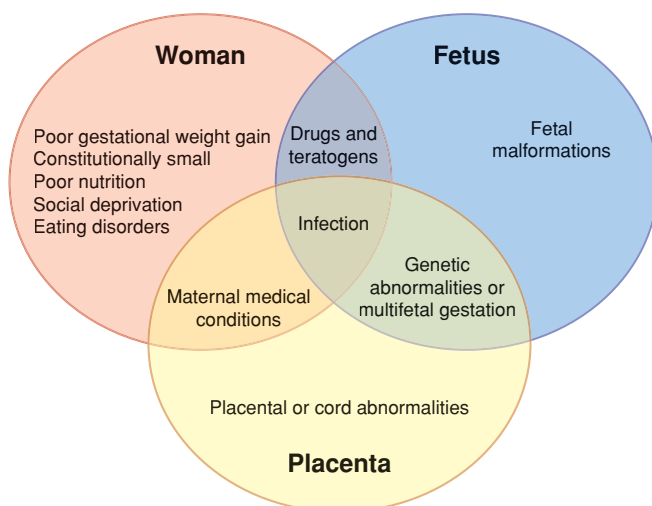 Woman
Fetus
Poor gestational weight gain
Constitutionally small
Poor nutrition
Social deprivation
Eating disorders
Drugs and
teratogens
Fetal
malformations
Infection
Maternal medical
conditions
Genetic
abnormalities or
multifetal gestation
Placental or cord abnormalities
Placenta